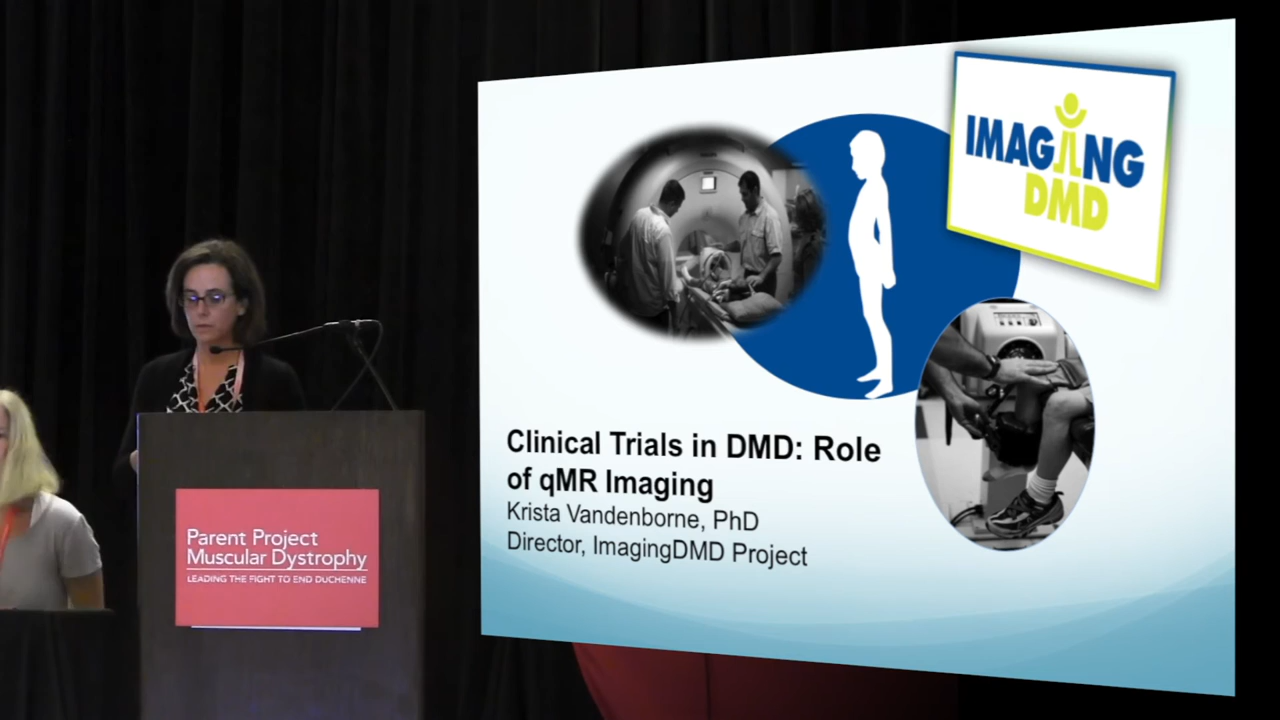 IMAGING
DMD
Clinical Trials in DMD: Role
of qMR Imaging
Krista Vandenborne, PhD
Director, ImagingDMD Project
Parent Project
Muscular Dystrophy
LEADING THE FIGHT TO END DUCHENNE